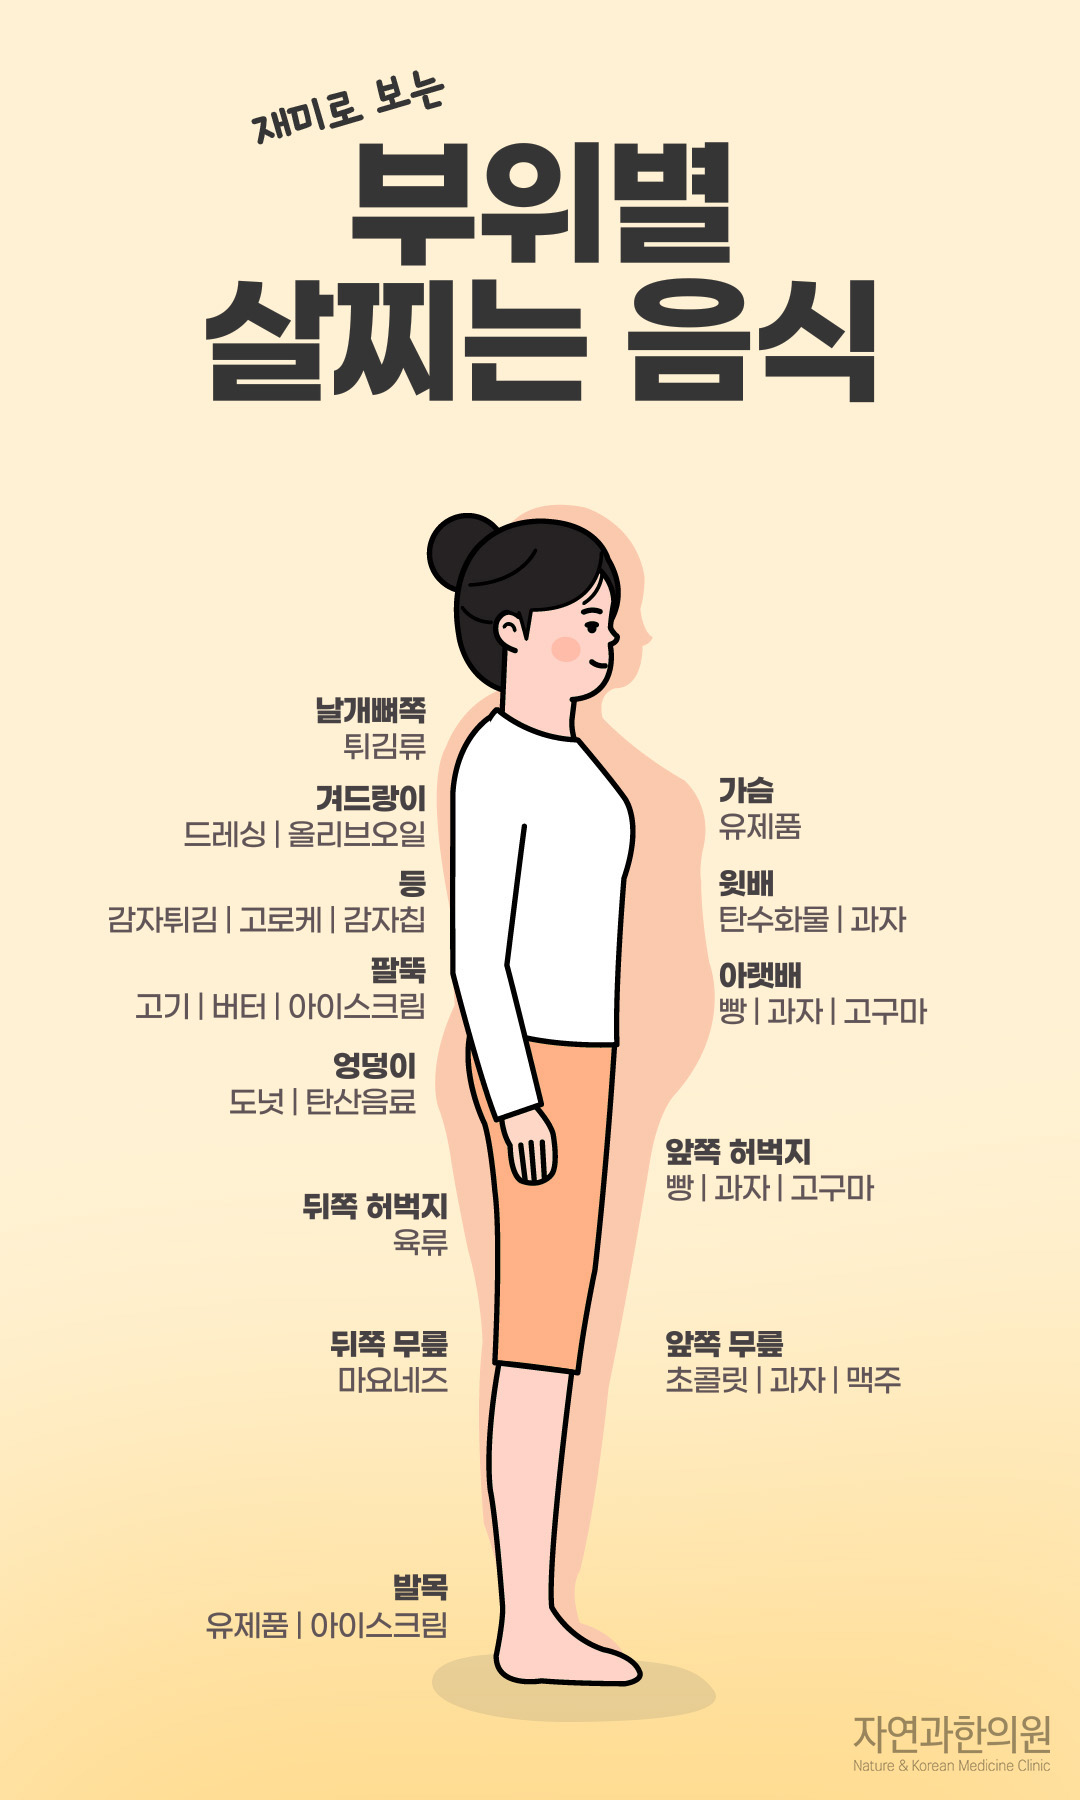 재미로 보는
부위별
살찌는 음식
날개뼈쪽
튀김류
겨드랑이
드레싱 | 올리브오일
등
감자튀김 | 고로케 | 감자칩
팔뚝
고기 | 버터 | 아이스크림
엉덩이
도넛 | 탄산음료
뒤쪽 허벅지
육류
뒤쪽 무릎
마요네즈
발목
유제품 | 아이스크림
가슴
유제품
윗배
탄수화물 | 과자
아랫배
빵 | 과자 | 고구마
앞쪽 허벅지
빵 | 과자 | 고구마
앞쪽 무릎
초콜릿 | 과자 | 맥주
자연과한의원
Nature & Korean Medicine Clinic